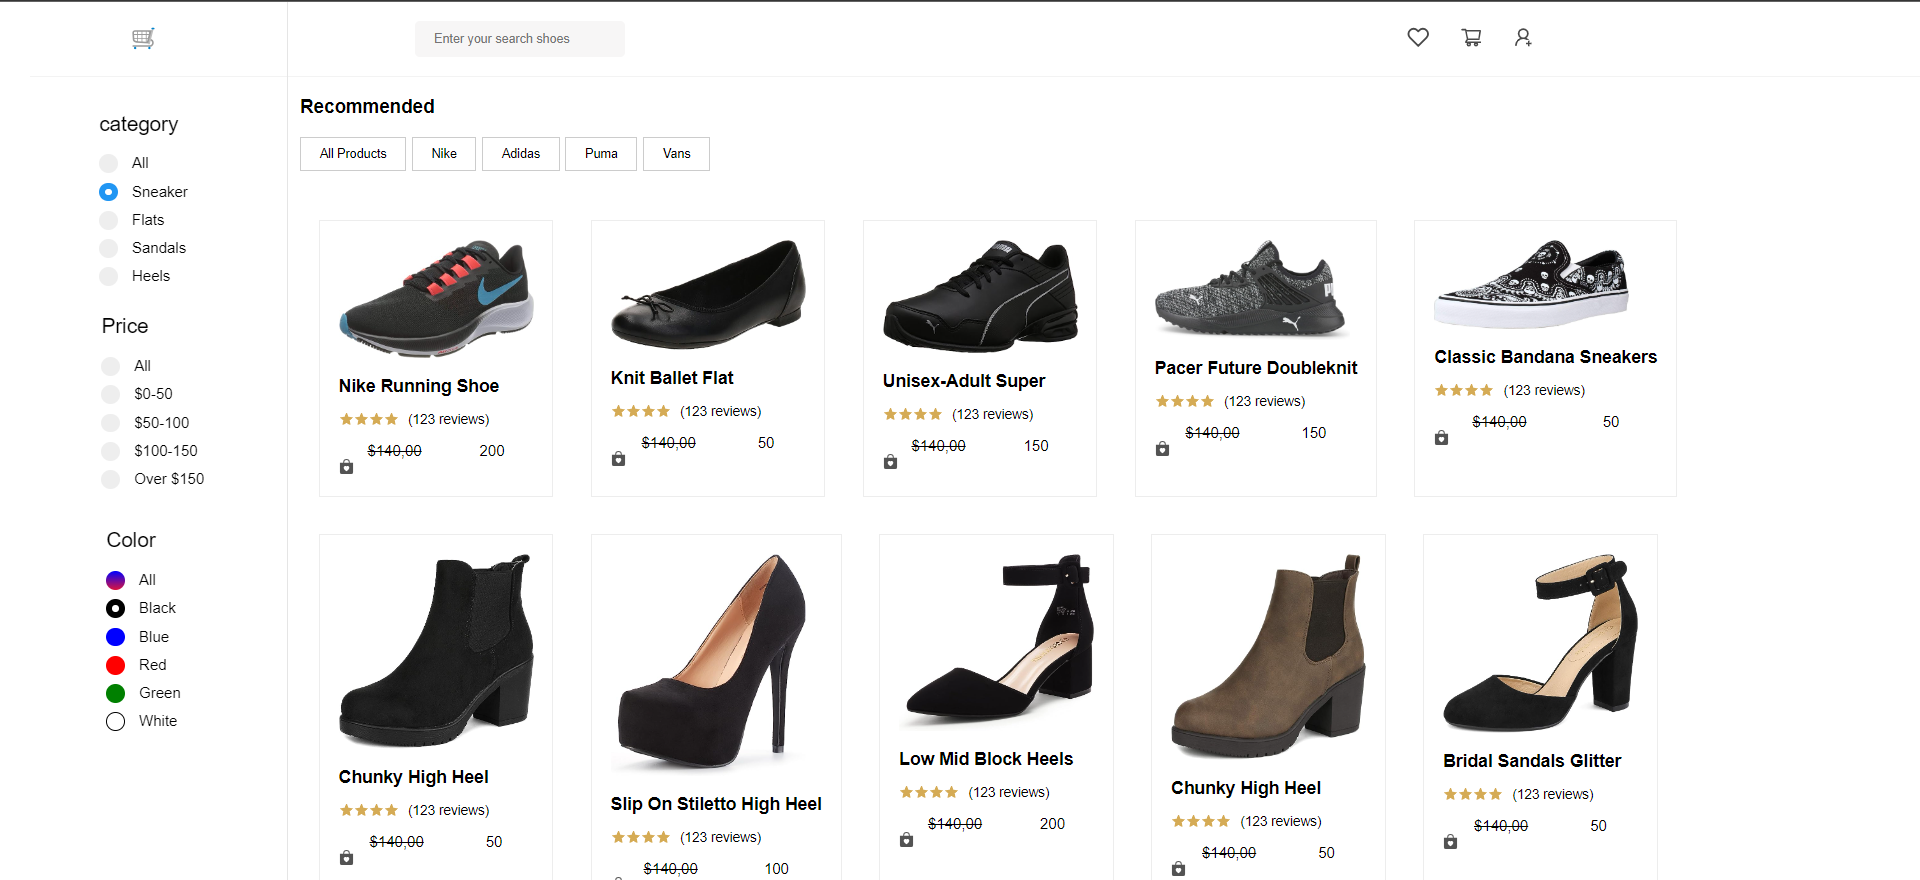 Enter your search shoes
category
All
Sneaker
Flats
Sandals
Heels
Price
All
$0-50
$50-100
$100-150
Over $150
Color
All
Black
Blue
Red
Green
White
Recommended
All Products
Nike
Adidas
Puma
Vans
Nike Running Shoe
(123 reviews)
$140,00 200
Knit Ballet Flat
(123 reviews)
$140,00 50
Unisex-Adult Super
(123 reviews)
$140,00 150
Pacer Future Doubleknit
(123 reviews)
$140,00 150
Classic Bandana Sneakers
(123 reviews)
$140,00 50
Chunky High Heel
(123 reviews)
$140,00 50
Slip On Stiletto High Heel
(123 reviews)
$140,00 100
Low Mid Block Heels
(123 reviews)
$140,00 200
Chunky High Heel
(123 reviews)
$140,00 50
Bridal Sandals Glitter
(123 reviews)
$140,00 50